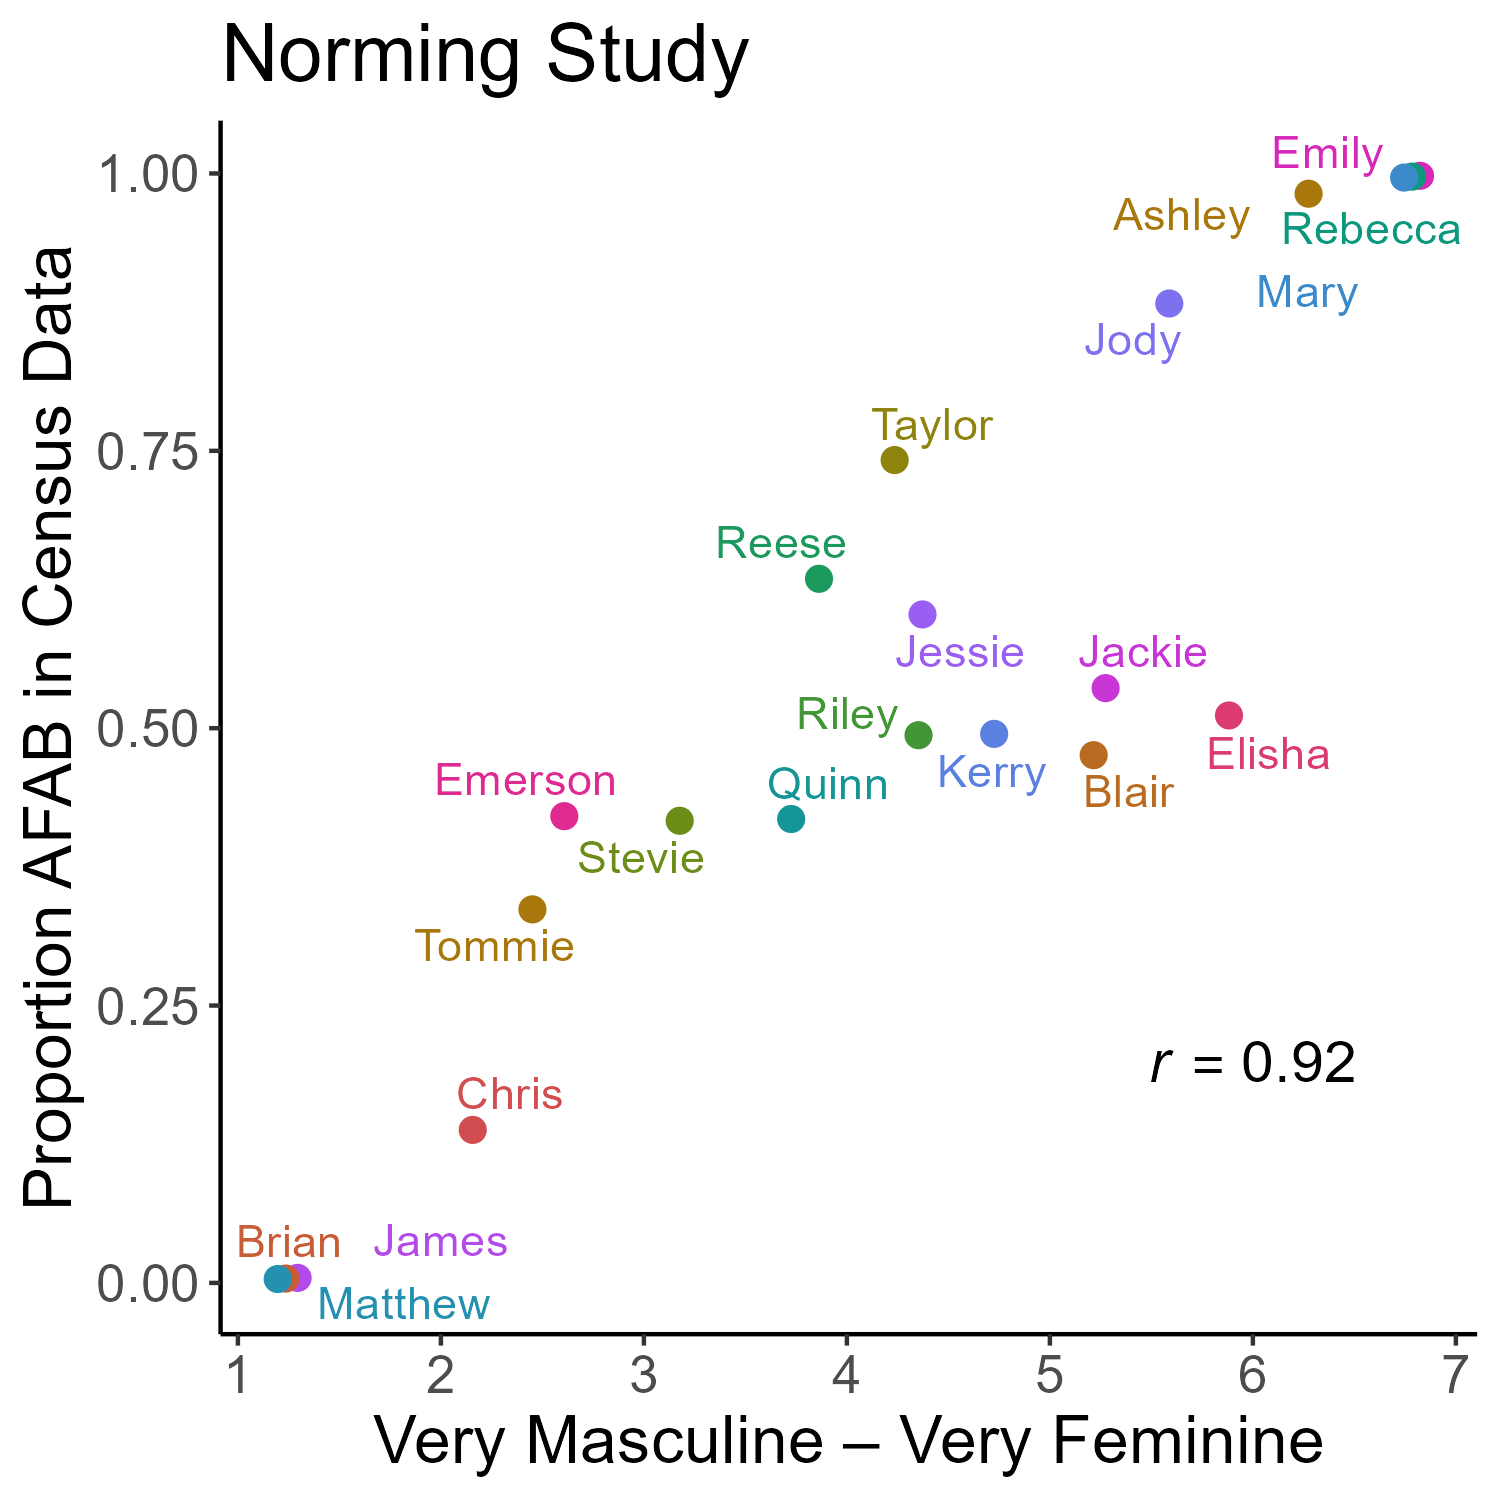 Norming Study
Proportion AFAB in Census Data
1.00
0.75
0.50
0.25
0.00
Emily
Ashley
Rebecca
Mary
Jody
Taylor
Reese
Jessie
Jackie
Riley
Kerry
Elisha
Emerson
Quinn
Blair
Stevie
Tommie
r = 0.92
Chris
Brian
James
Matthew
1 2 3 4 5 6 7
Very Masculine – Very Feminine